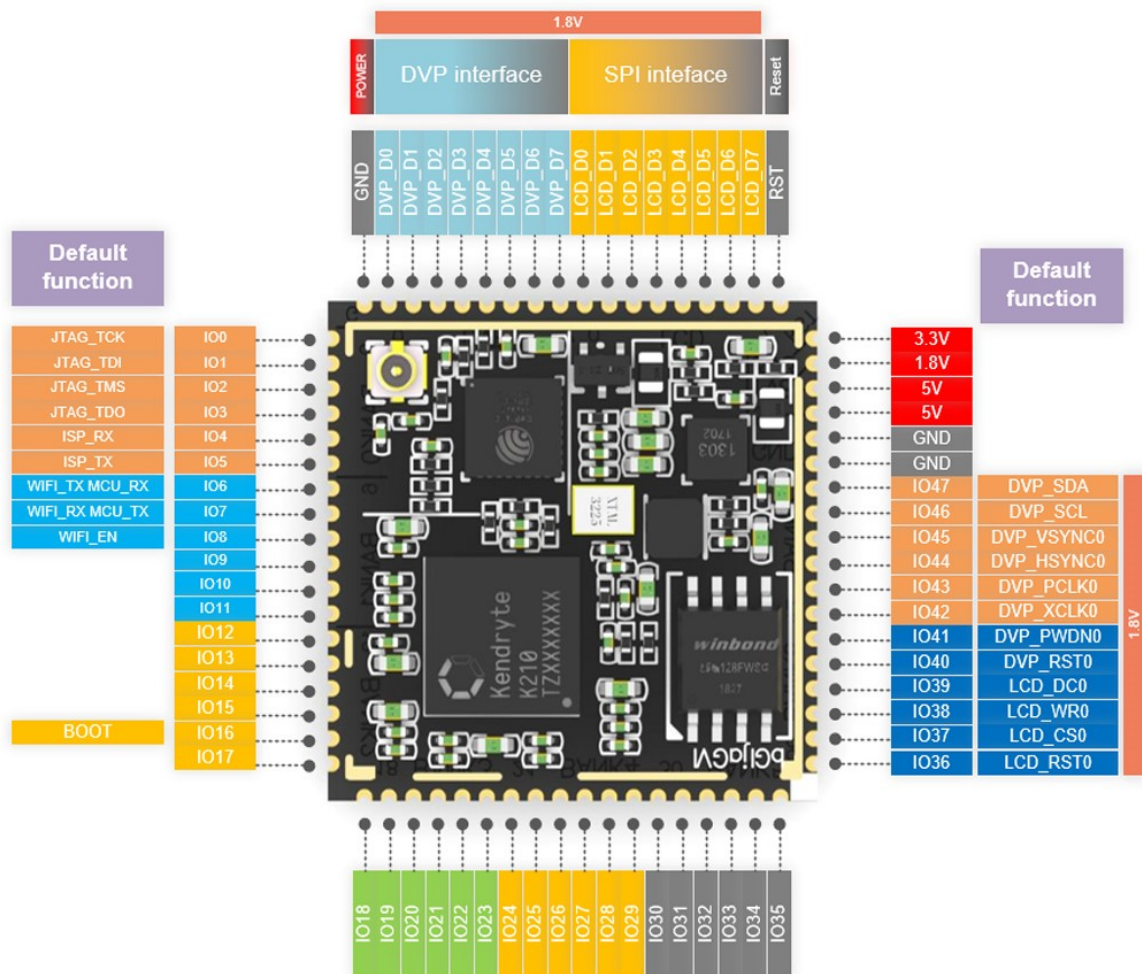 1.8V
POWER
DVP interface
SPI inteface
Reset
GND
DVP_D0
DVP_D1
DVP_D2
DVP_D3
DVP_D4
DVP_D5
DVP_D6
DVP_D7
LCD_D0
LCD_D1
LCD_D2
LCD_D3
LCD_D4
LCD_D5
LCD_D6
LCD_D7
RST
Default
function
JTAG_TCK IO0
JTAG_TDI IO1
JTAG_TMS IO2
JTAG_TDO IO3
ISP_RX IO4
ISP_TX IO5
WIFI_TX MCU_RX IO6
WIFI_RX MCU_TX IO7
WIFI_EN IO8
IO9
IO10
IO11
IO12
IO13
IO14
IO15
BOOT IO16
IO17
1303
1702
XTAL
3225
Kendryte
K210
TZXXXXXXX
winbond
1827
Default
function
3.3V
1.8V
5V
5V
GND
GND
IO47 DVP_SDA
IO46 DVP_SCL
IO45 DVP_VSYNC0
IO44 DVP_HSYNC0
IO43 DVP_PCLK0
IO42 DVP_XCLK0
IO41 DVP_PWDN0
IO40 DVP_RST0
IO39 LCD_DC0
IO38 LCD_WR0
IO37 LCD_CS0
IO36 LCD_RST0
1.8V
IO18
IO19
IO20
IO21
IO22
IO23
IO24
IO25
IO26
IO27
IO28
IO29
IO30
IO31
IO32
IO33
IO34
IO35